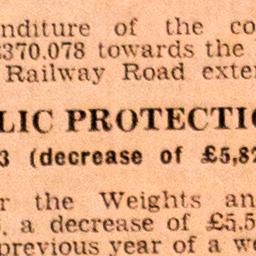 nditure of the co
£370.078 towards the
Railway Road exte
LIC PROTECTIO
3 (decrease of £5,8
r the Weights an
a decrease of £5,5
previous year of a we